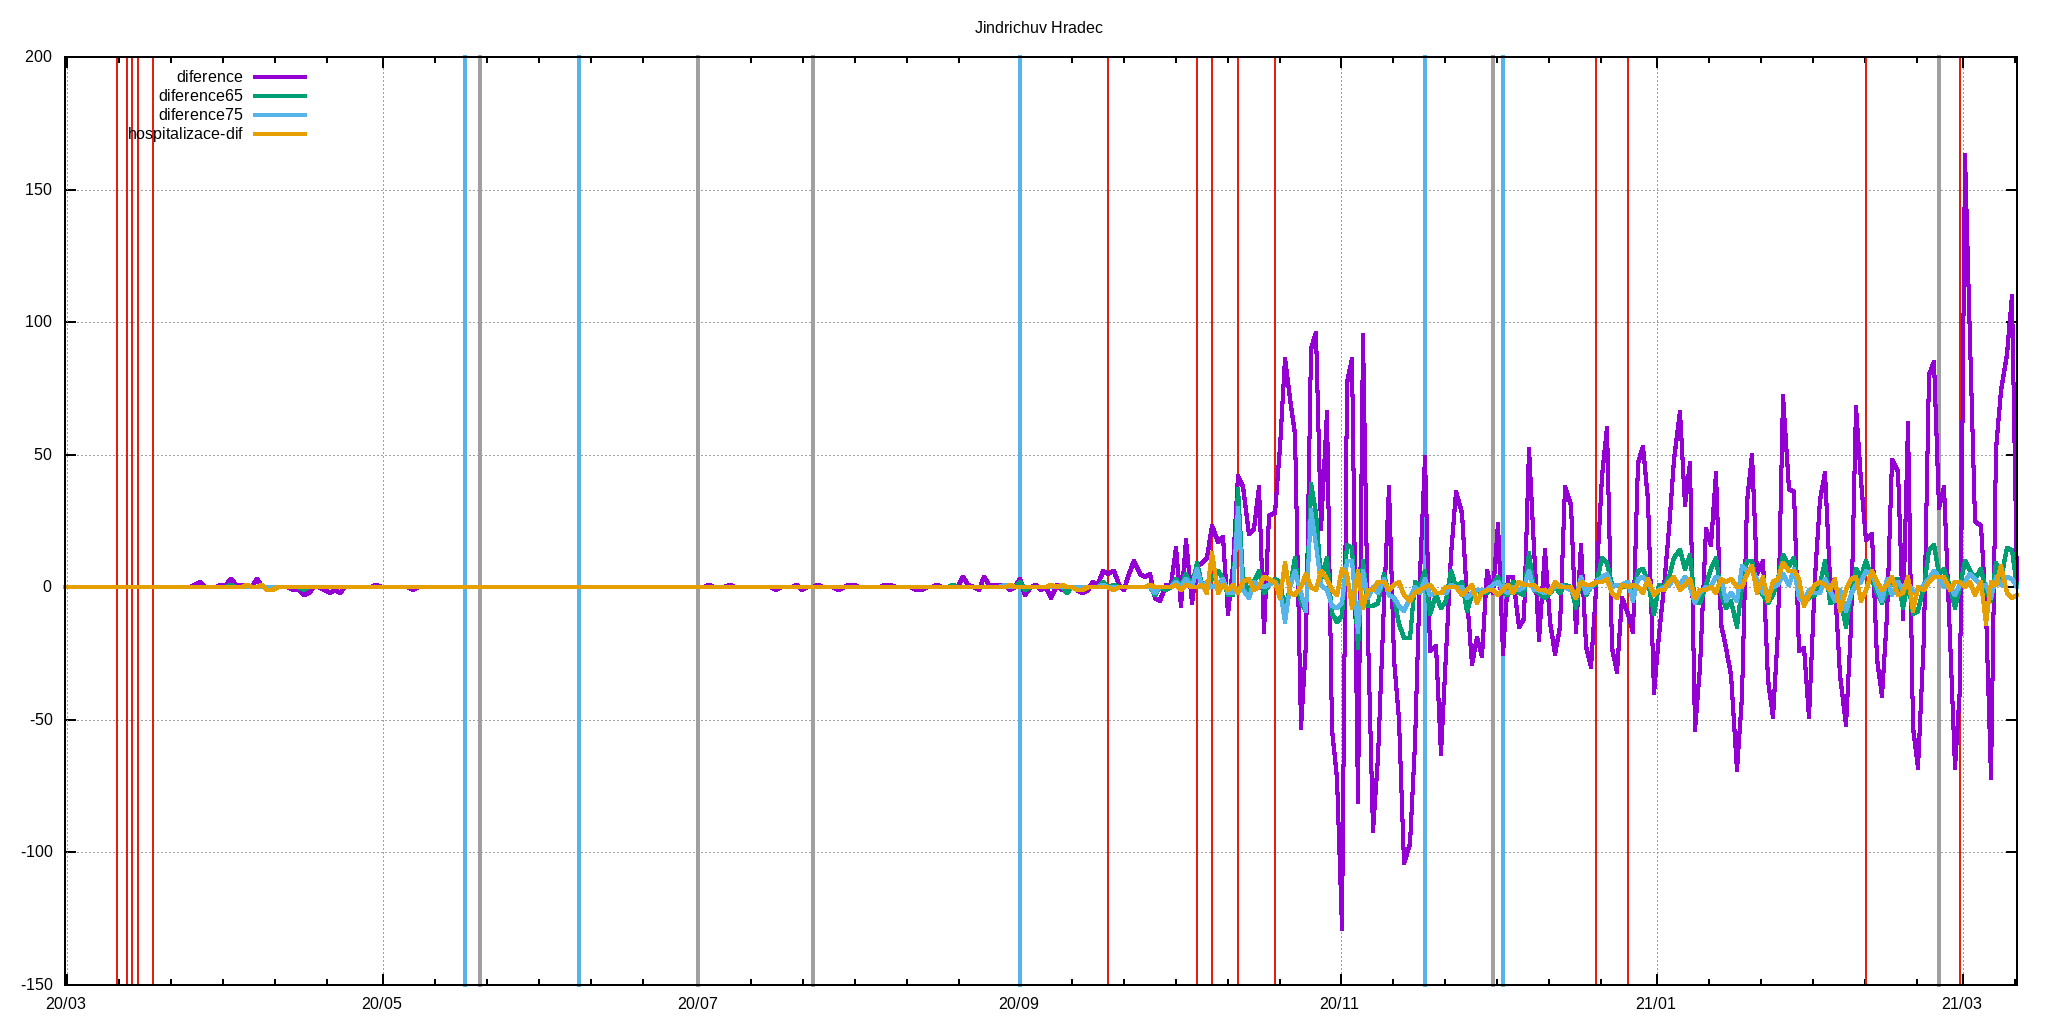 Jindrichuv Hradec
200
diference
diference65
diference75
hospitalizace-dif
150
100
50
0
-50
-100
-150
20/03 20/05 20/07 20/09 20/11 21/01 21/03